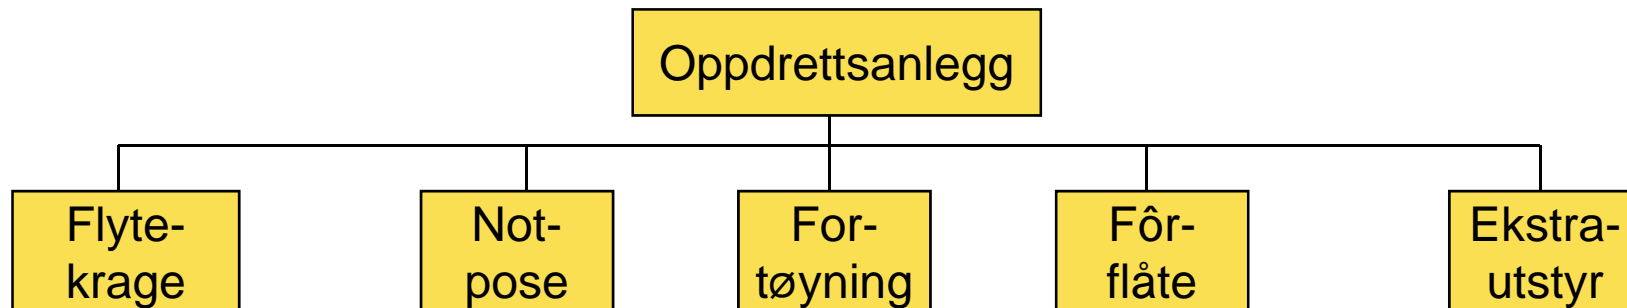 Oppdrettsanlegg
Flyte-
krage
Not-
pose
For-
tøyning
Fôr-
flåte
Ekstra-
utstyr